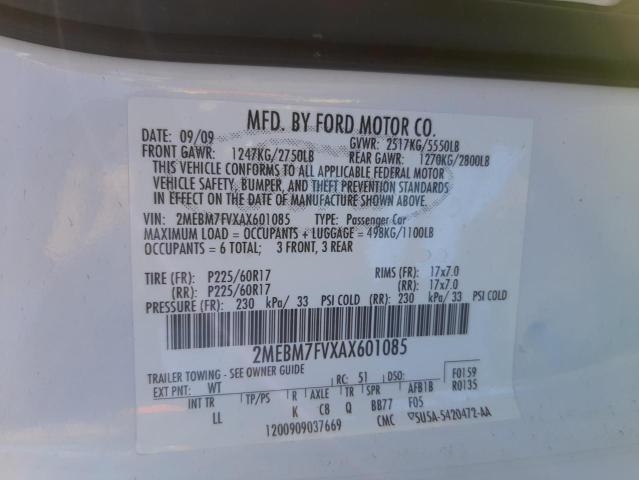 MFD. BY FORD MOTOR CO.
DATE: 09/09 GVWR: 2517KG/5550LB
FRONT GAWR: 1247KG/2750LB REAR GAWR: 1270KG/2800LB
THIS VEHICLE CONFORMS TO ALL APPLICABLE FEDERAL MOTOR
VEHICLE SAFETY, BUMPER, AND THEFT PREVENTION STANDARDS
IN EFFECT ON THE DATE OF MANUFACTURE SHOWN ABOVE.
VIN: 2MEBM7FVXAX601085 TYPE: Passenger Car
MAXIMUM LOAD = OCCUPANTS + LUGGAGE = 498KG/1100LB
OCCUPANTS = 6 TOTAL; 3 FRONT, 3 REAR
TIRE (FR): P225/60R17 RIMS (FR): 17x7.0
(RR): P225/60R17 (RR): 17x7.0
PRESSURE (FR): 230 kPa/ 33 PSI COLD (RR): 230 kPa/ 33 PSI COLD
2MEBM7FVXAX601085
TRAILER TOWING - SEE OWNER GUIDE F0159
EXT PNT: WT RC: 51 DSO: R0135
INT TR TP/PS R AXLE TR SPR AFB1B
LL K C8 Q BB77 F05
1200909037669 CMC ▽5U5A-5420472-AA